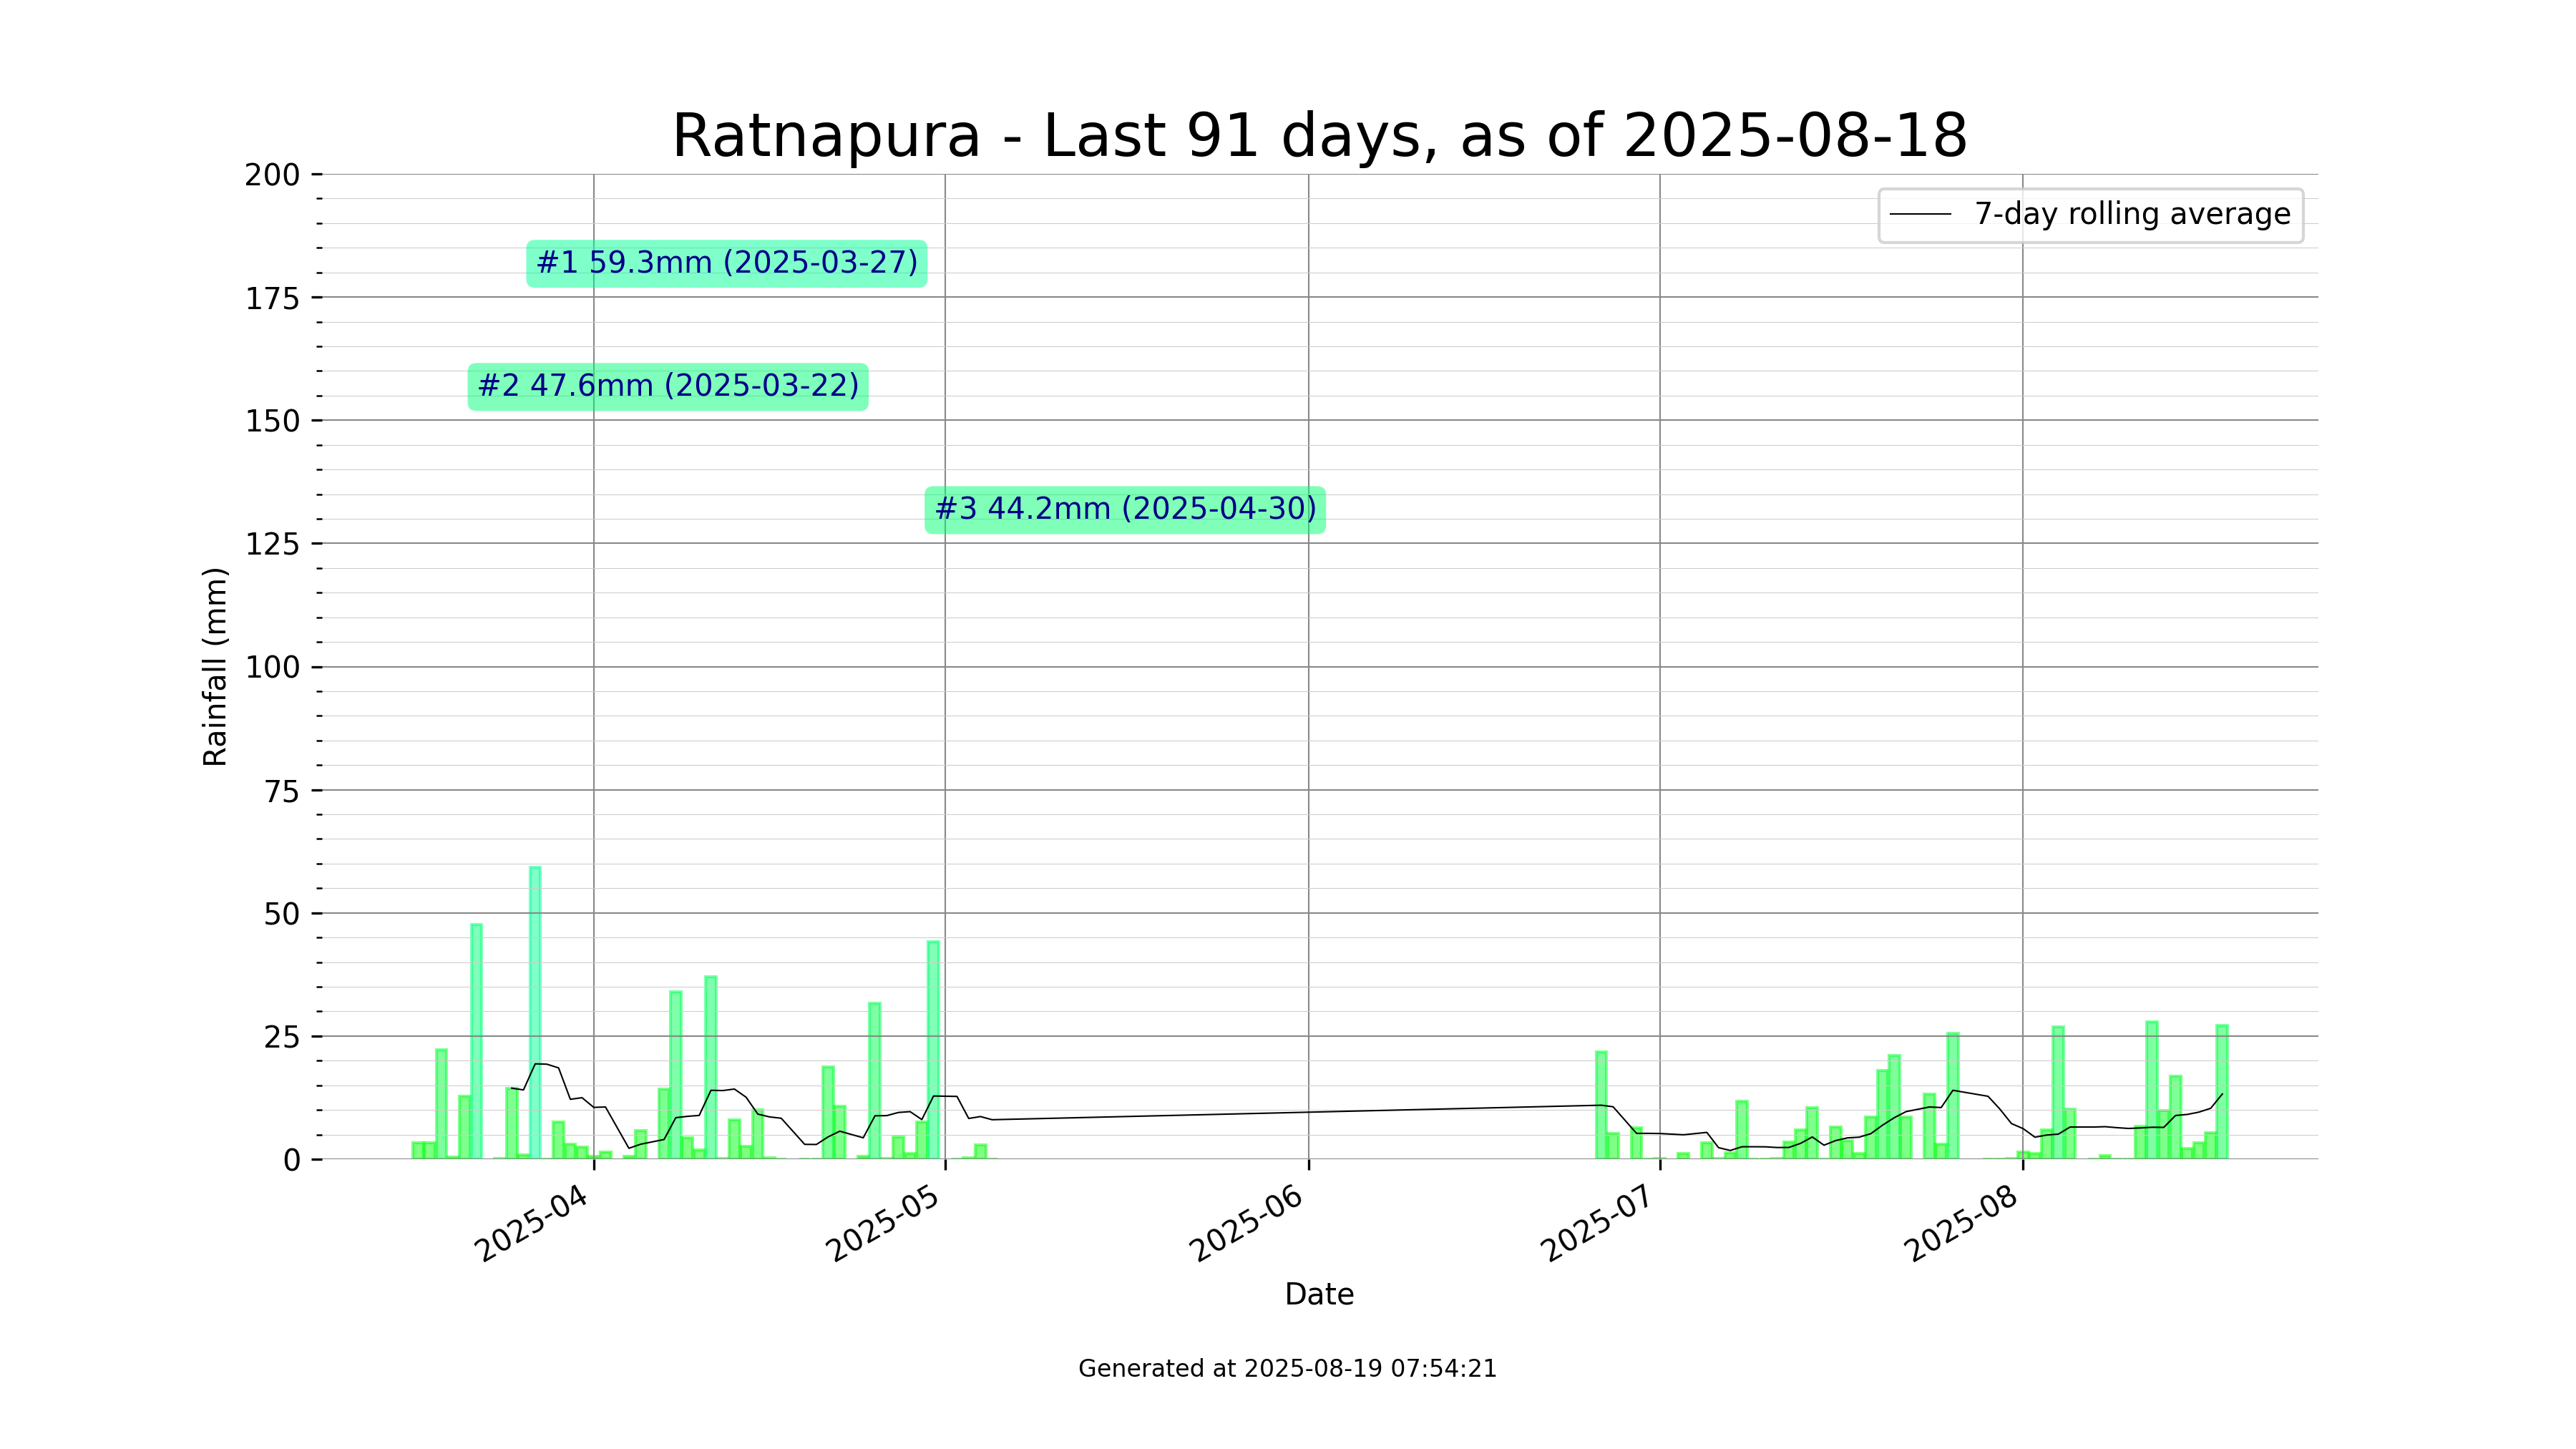 Ratnapura - Last 91 days, as of 2025-08-18
200
175
150
125
100
75
50
25
0
Rainfall (mm)
7-day rolling average
#1 59.3mm (2025-03-27)
#2 47.6mm (2025-03-22)
#3 44.2mm (2025-04-30)
2025-04
2025-05
2025-06
2025-07
2025-08
Date
Generated at 2025-08-19 07:54:21